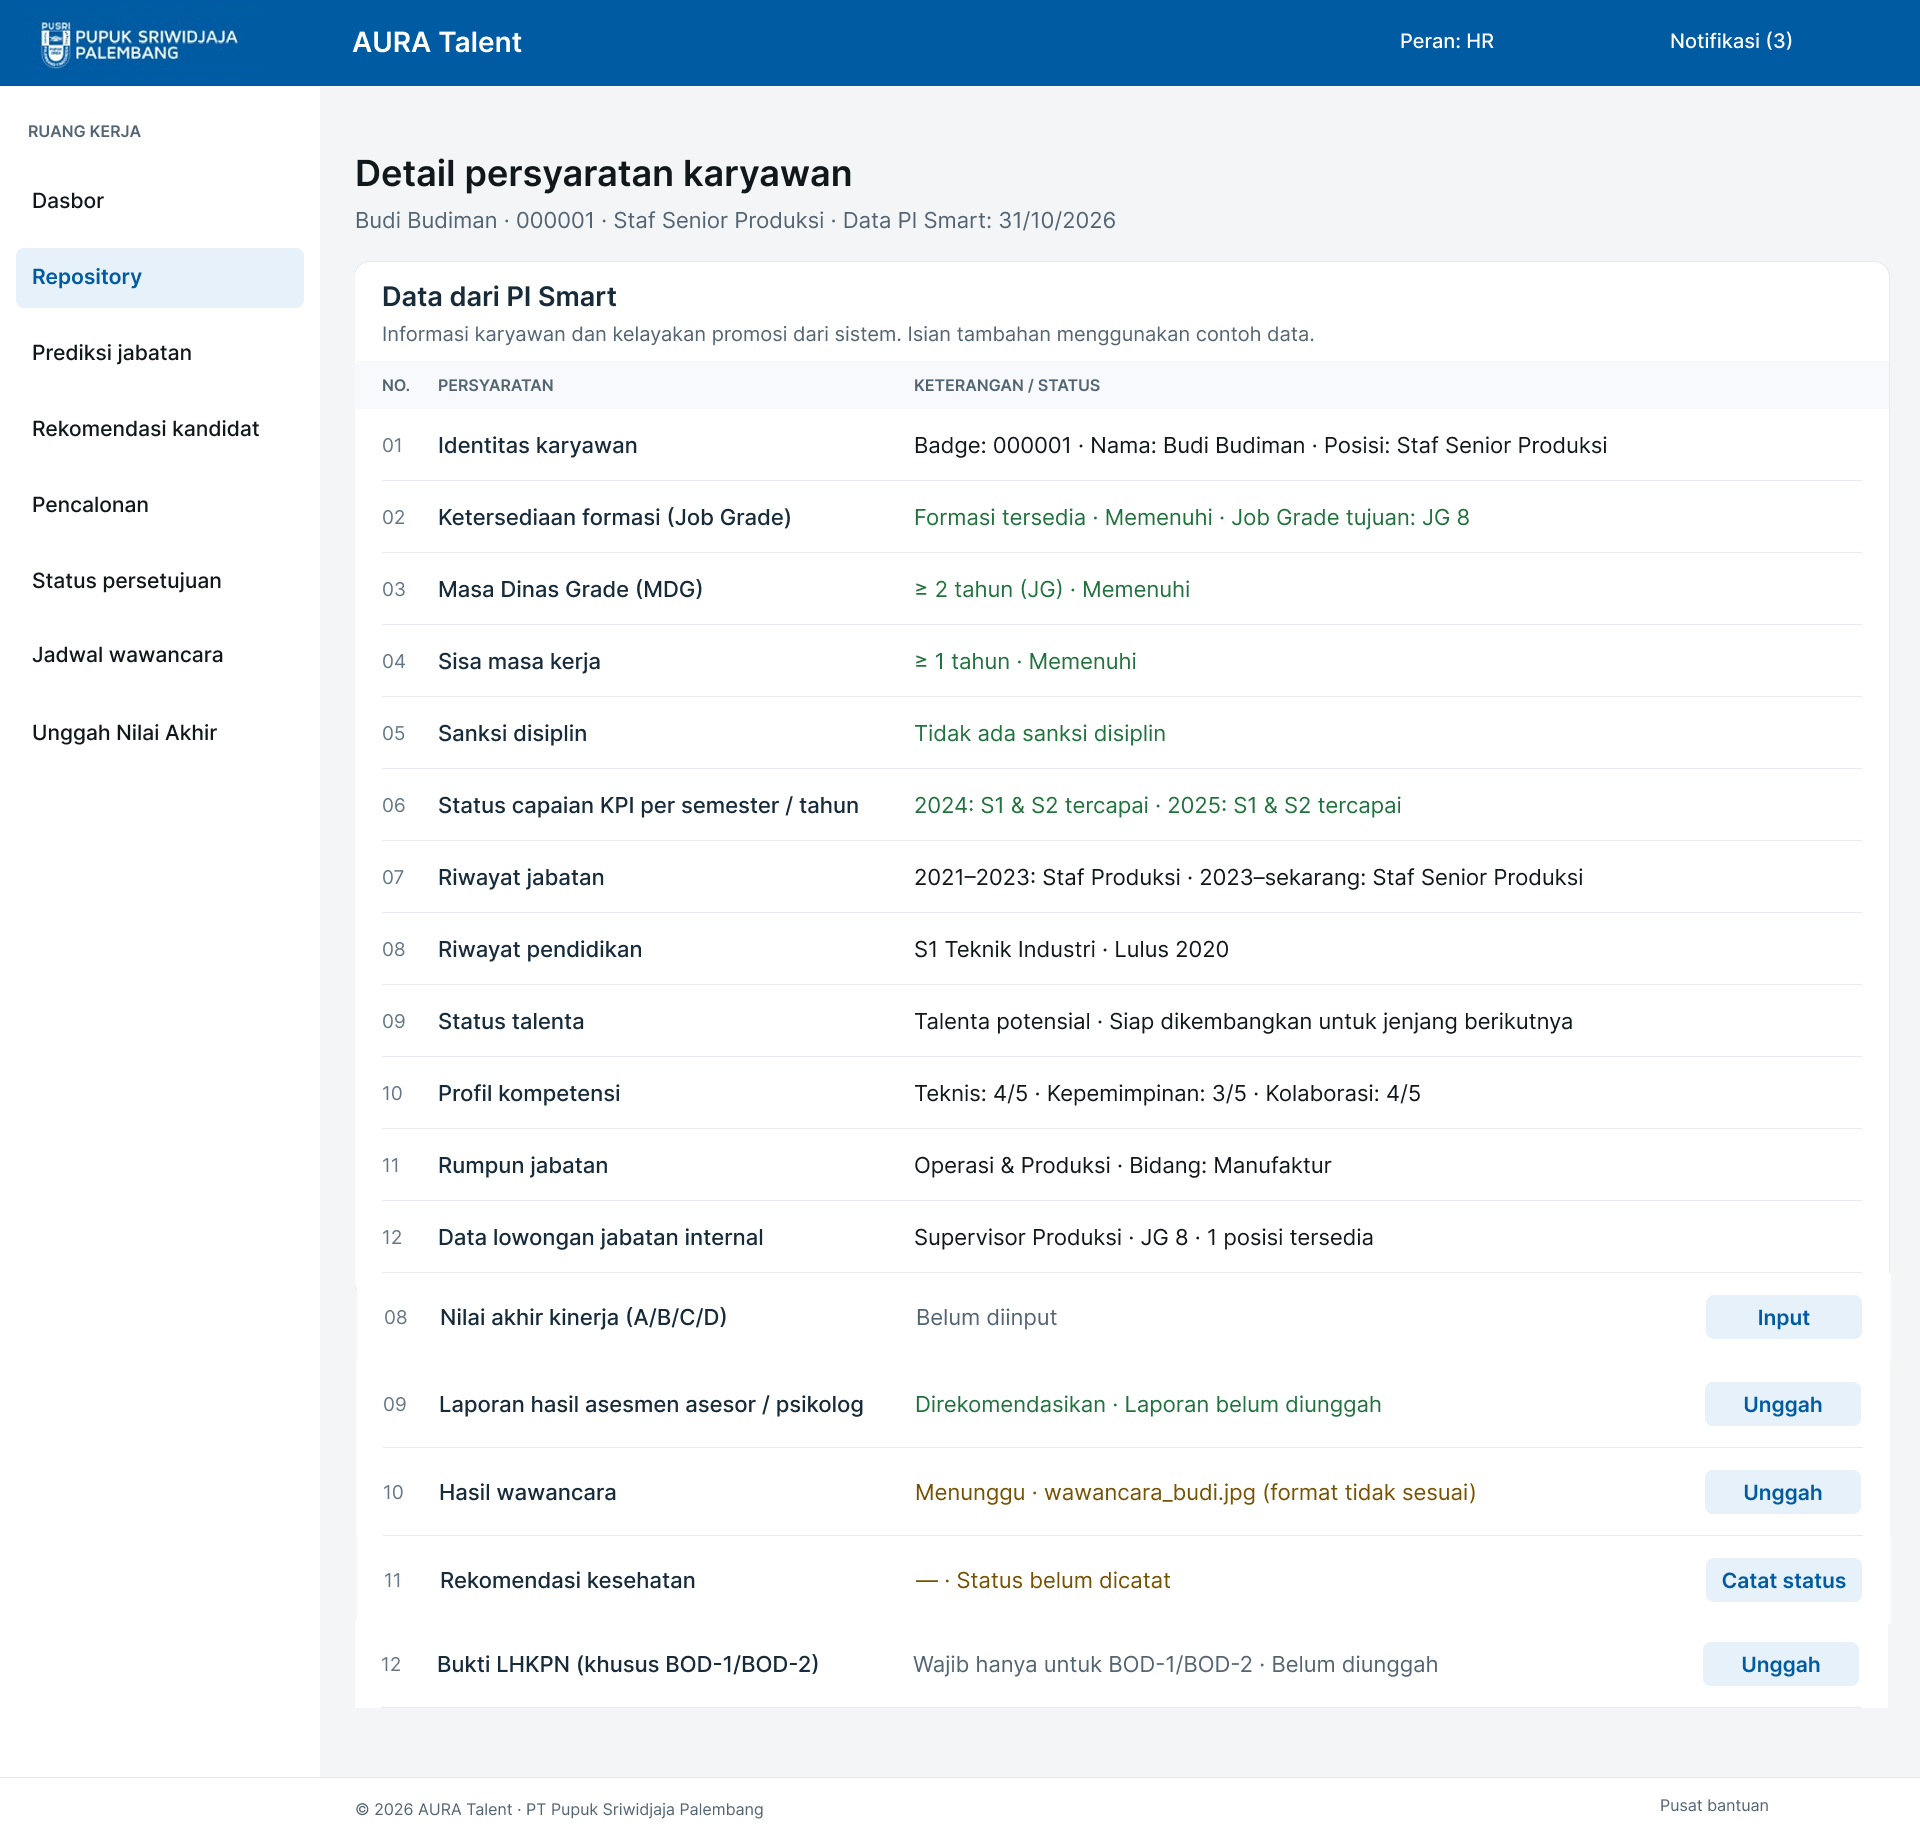 PUSRI
PUPUK SRIWIDJAJA
PALEMBANG
AURA Talent
Peran: HR
Notifikasi (3)
RUANG KERJA
Dasbor
Repository
Prediksi jabatan
Rekomendasi kandidat
Pencalonan
Status persetujuan
Jadwal wawancara
Unggah Nilai Akhir
Detail persyaratan karyawan
Budi Budiman · 000001 · Staf Senior Produksi · Data PI Smart: 31/10/2026
Data dari PI Smart
Informasi karyawan dan kelayakan promosi dari sistem. Isian tambahan menggunakan contoh data.
NO. PERSYARATAN KETERANGAN / STATUS
01 Identitas karyawan Badge: 000001 · Nama: Budi Budiman · Posisi: Staf Senior Produksi
02 Ketersediaan formasi (Job Grade) Formasi tersedia · Memenuhi · Job Grade tujuan: JG 8
03 Masa Dinas Grade (MDG) ≥ 2 tahun (JG) · Memenuhi
04 Sisa masa kerja ≥ 1 tahun · Memenuhi
05 Sanksi disiplin Tidak ada sanksi disiplin
06 Status capaian KPI per semester / tahun 2024: S1 & S2 tercapai · 2025: S1 & S2 tercapai
07 Riwayat jabatan 2021–2023: Staf Produksi · 2023–sekarang: Staf Senior Produksi
08 Riwayat pendidikan S1 Teknik Industri · Lulus 2020
09 Status talenta Talenta potensial · Siap dikembangkan untuk jenjang berikutnya
10 Profil kompetensi Teknis: 4/5 · Kepemimpinan: 3/5 · Kolaborasi: 4/5
11 Rumpun jabatan Operasi & Produksi · Bidang: Manufaktur
12 Data lowongan jabatan internal Supervisor Produksi · JG 8 · 1 posisi tersedia
08 Nilai akhir kinerja (A/B/C/D) Belum diinput Input
09 Laporan hasil asesmen asesor / psikolog Direkomendasikan · Laporan belum diunggah Unggah
10 Hasil wawancara Menunggu · wawancara_budi.jpg (format tidak sesuai) Unggah
11 Rekomendasi kesehatan — · Status belum dicatat Catat status
12 Bukti LHKPN (khusus BOD-1/BOD-2) Wajib hanya untuk BOD-1/BOD-2 · Belum diunggah Unggah
© 2026 AURA Talent · PT Pupuk Sriwidjaja Palembang
Pusat bantuan